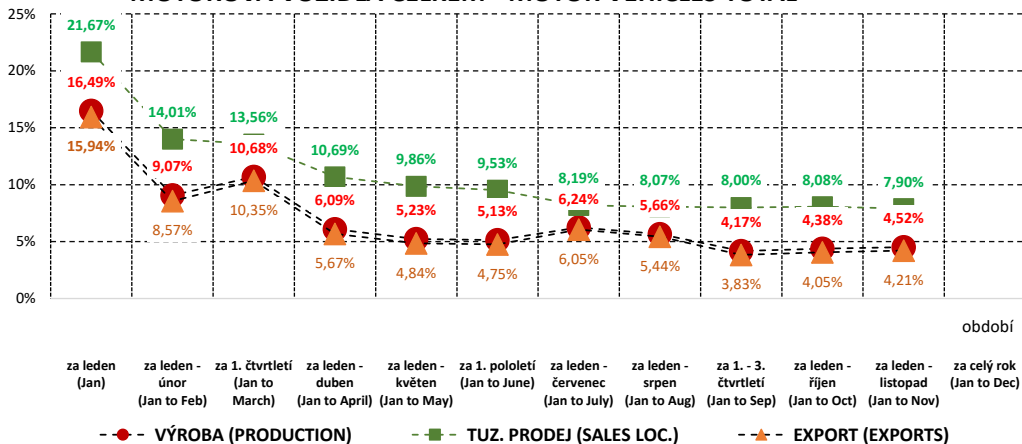 MOTOROVÁ VOZIDLA CELKEM - MOTOR VEHICLES TOTAL
25%
20%
15%
10%
5%
0%
21,67%
14,01%
13,56%
10,69%
9,86%
9,53%
8,19%
8,07%
8,00%
8,08%
7,90%
16,49%
9,07%
10,68%
6,09%
5,23%
5,13%
6,24%
5,66%
4,17%
4,38%
4,52%
15,94%
8,57%
10,35%
5,67%
4,84%
4,75%
6,05%
5,44%
3,83%
4,05%
4,21%
období
za leden
(Jan)
za leden -
únor
(Jan to Feb)
za 1. čtvrtletí
(Jan to
March)
za leden -
duben
(Jan to April)
za leden -
květen
(Jan to May)
za 1. pololetí
(Jan to June)
za leden -
červenec
(Jan to July)
za leden -
srpen
(Jan to Aug)
za 1. - 3.
čtvrtletí
(Jan to Sep)
za leden -
říjen
(Jan to Oct)
za leden -
listopad
(Jan to Nov)
za celý rok
(Jan to Dec)
VÝROBA (PRODUCTION)
TUZ. PRODEJ (SALES LOC.)
EXPORT (EXPORTS)